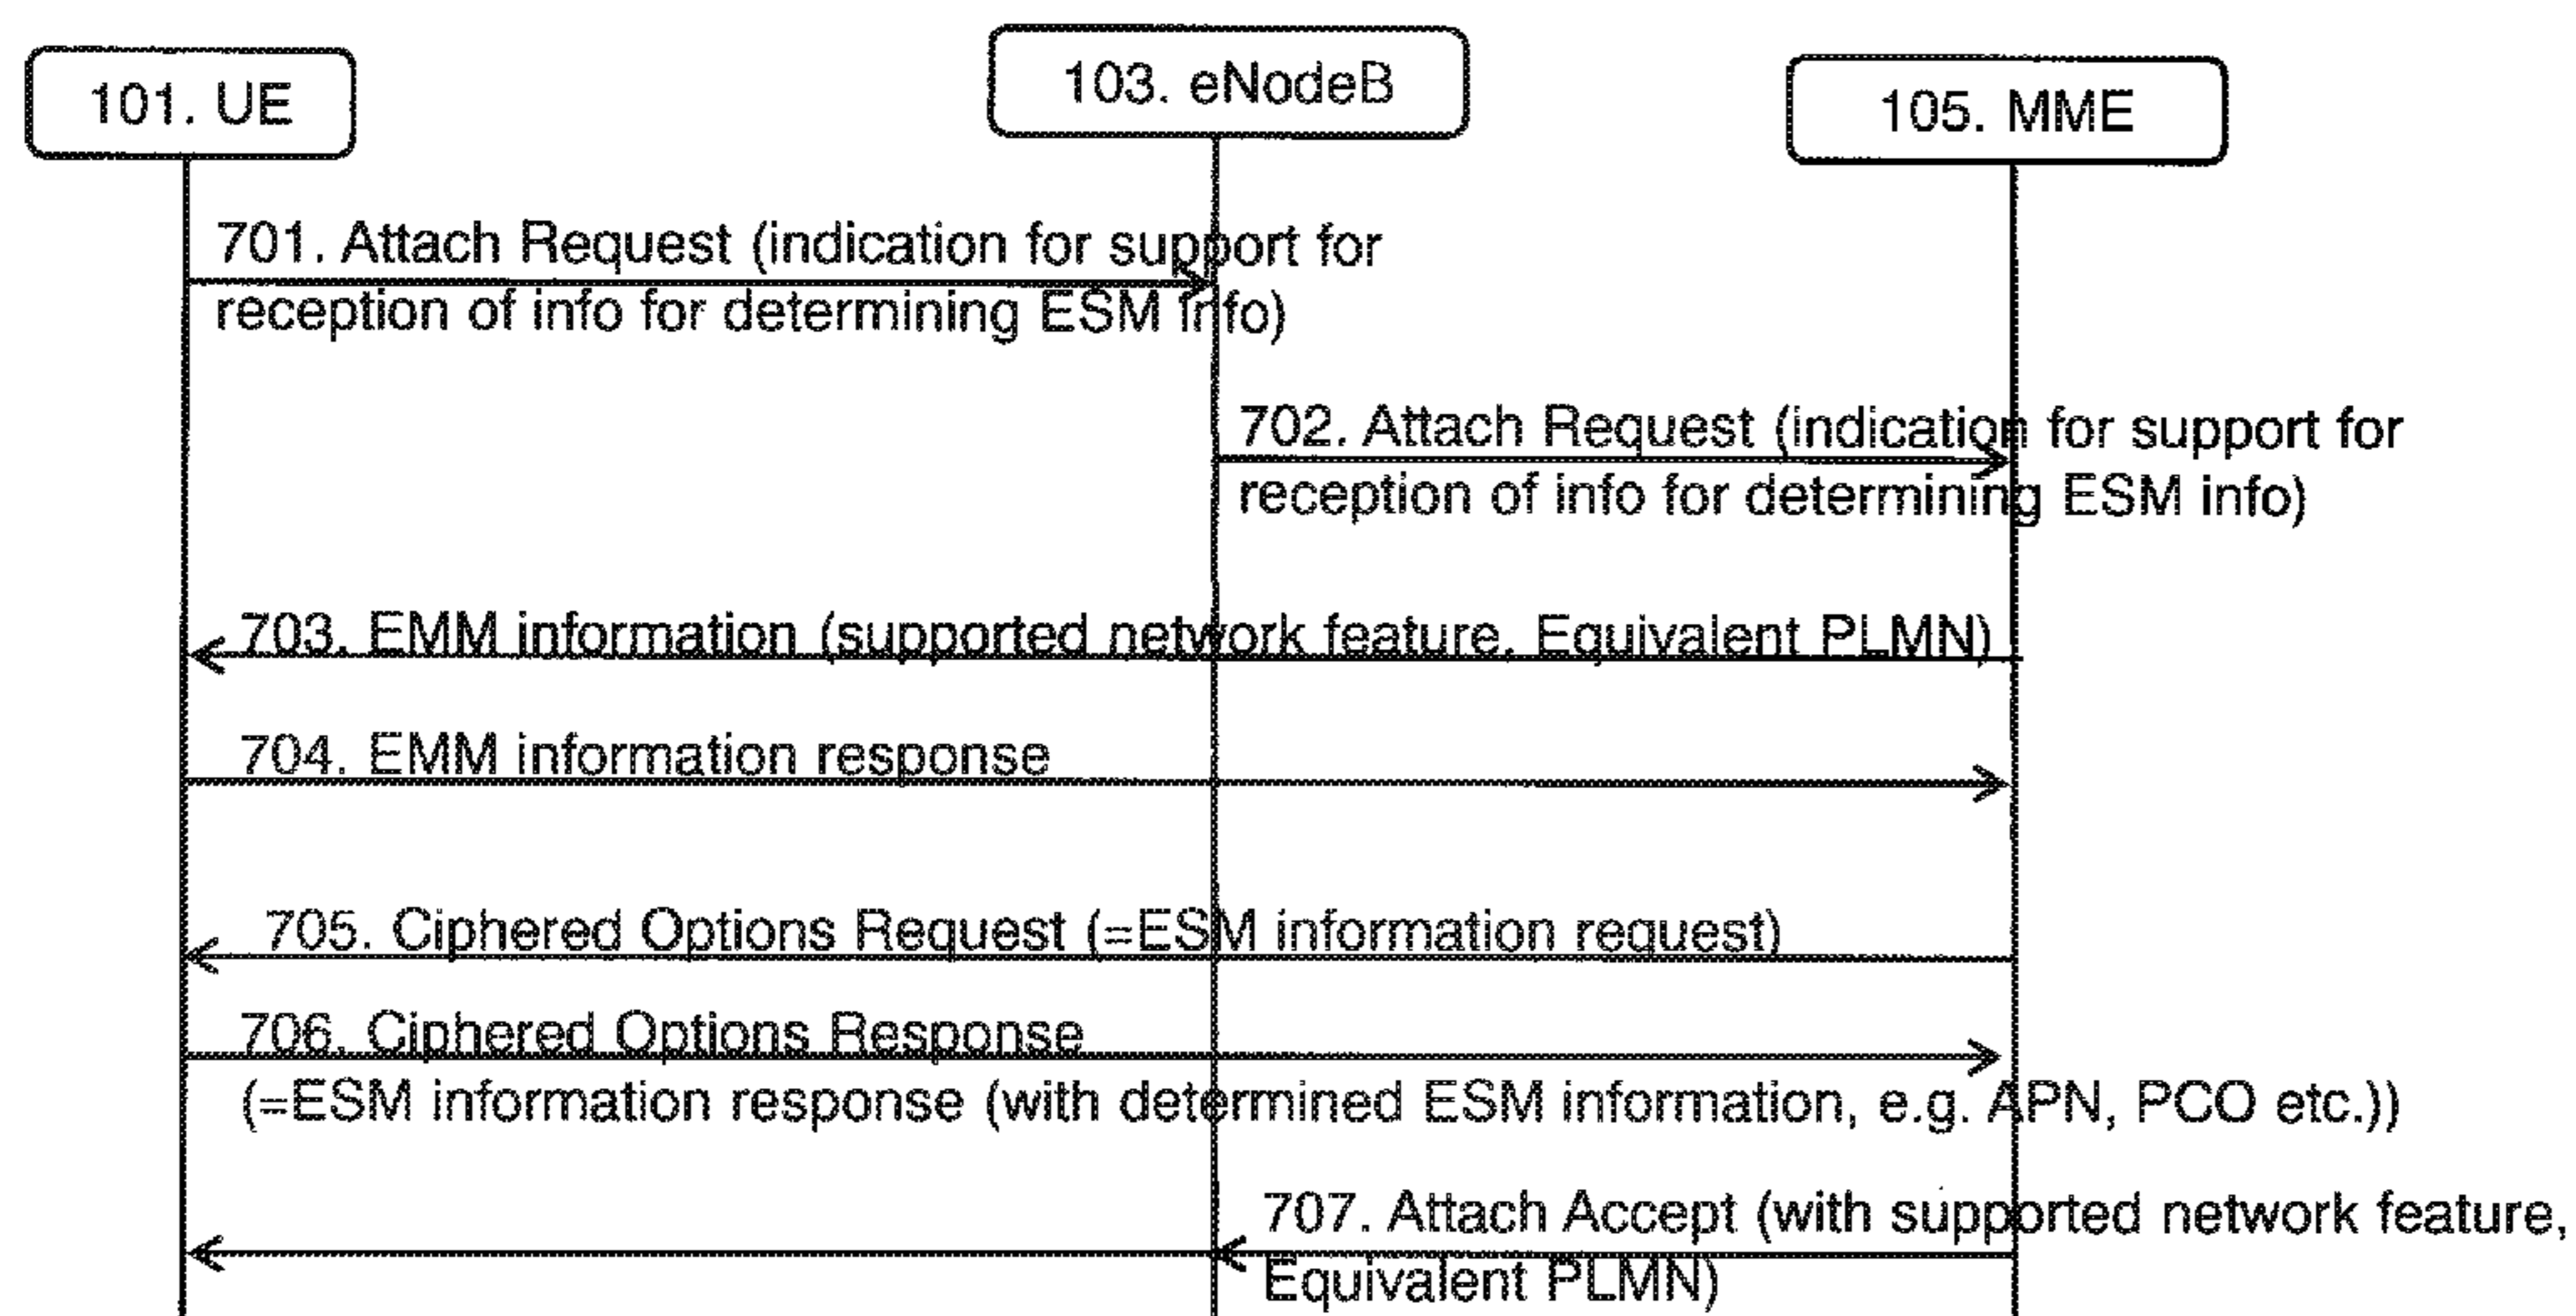 101. UE
103. eNodeB
105. MME
701. Attach Request (indication for support for
reception of info for determining ESM info)
702. Attach Request (indication for support for
reception of info for determining ESM info)
703. EMM information (supported network feature, Equivalent PLMN)
704. EMM information response
705. Ciphered Options Request (=ESM information request)
706. Ciphered Options Response
(=ESM information response (with determined ESM information, e.g. APN, PCO etc.))
707. Attach Accept (with supported network feature,
Equivalent PLMN)